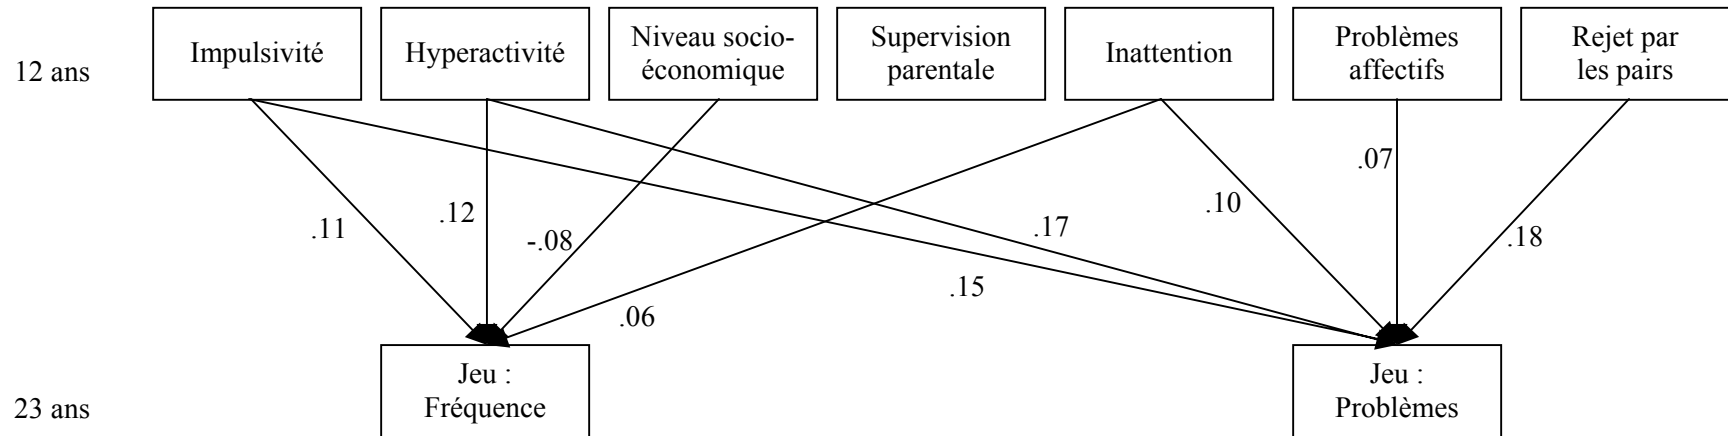 12 ans
Impulsivité
Hyperactivité
Niveau socio-
économique
Supervision
parentale
Inattention
Problèmes
affectifs
Rejet par
les pairs
.11
.12
-.08
.06
.15
.17
.10
.07
.18
23 ans
Jeu :
Fréquence
Jeu :
Problèmes